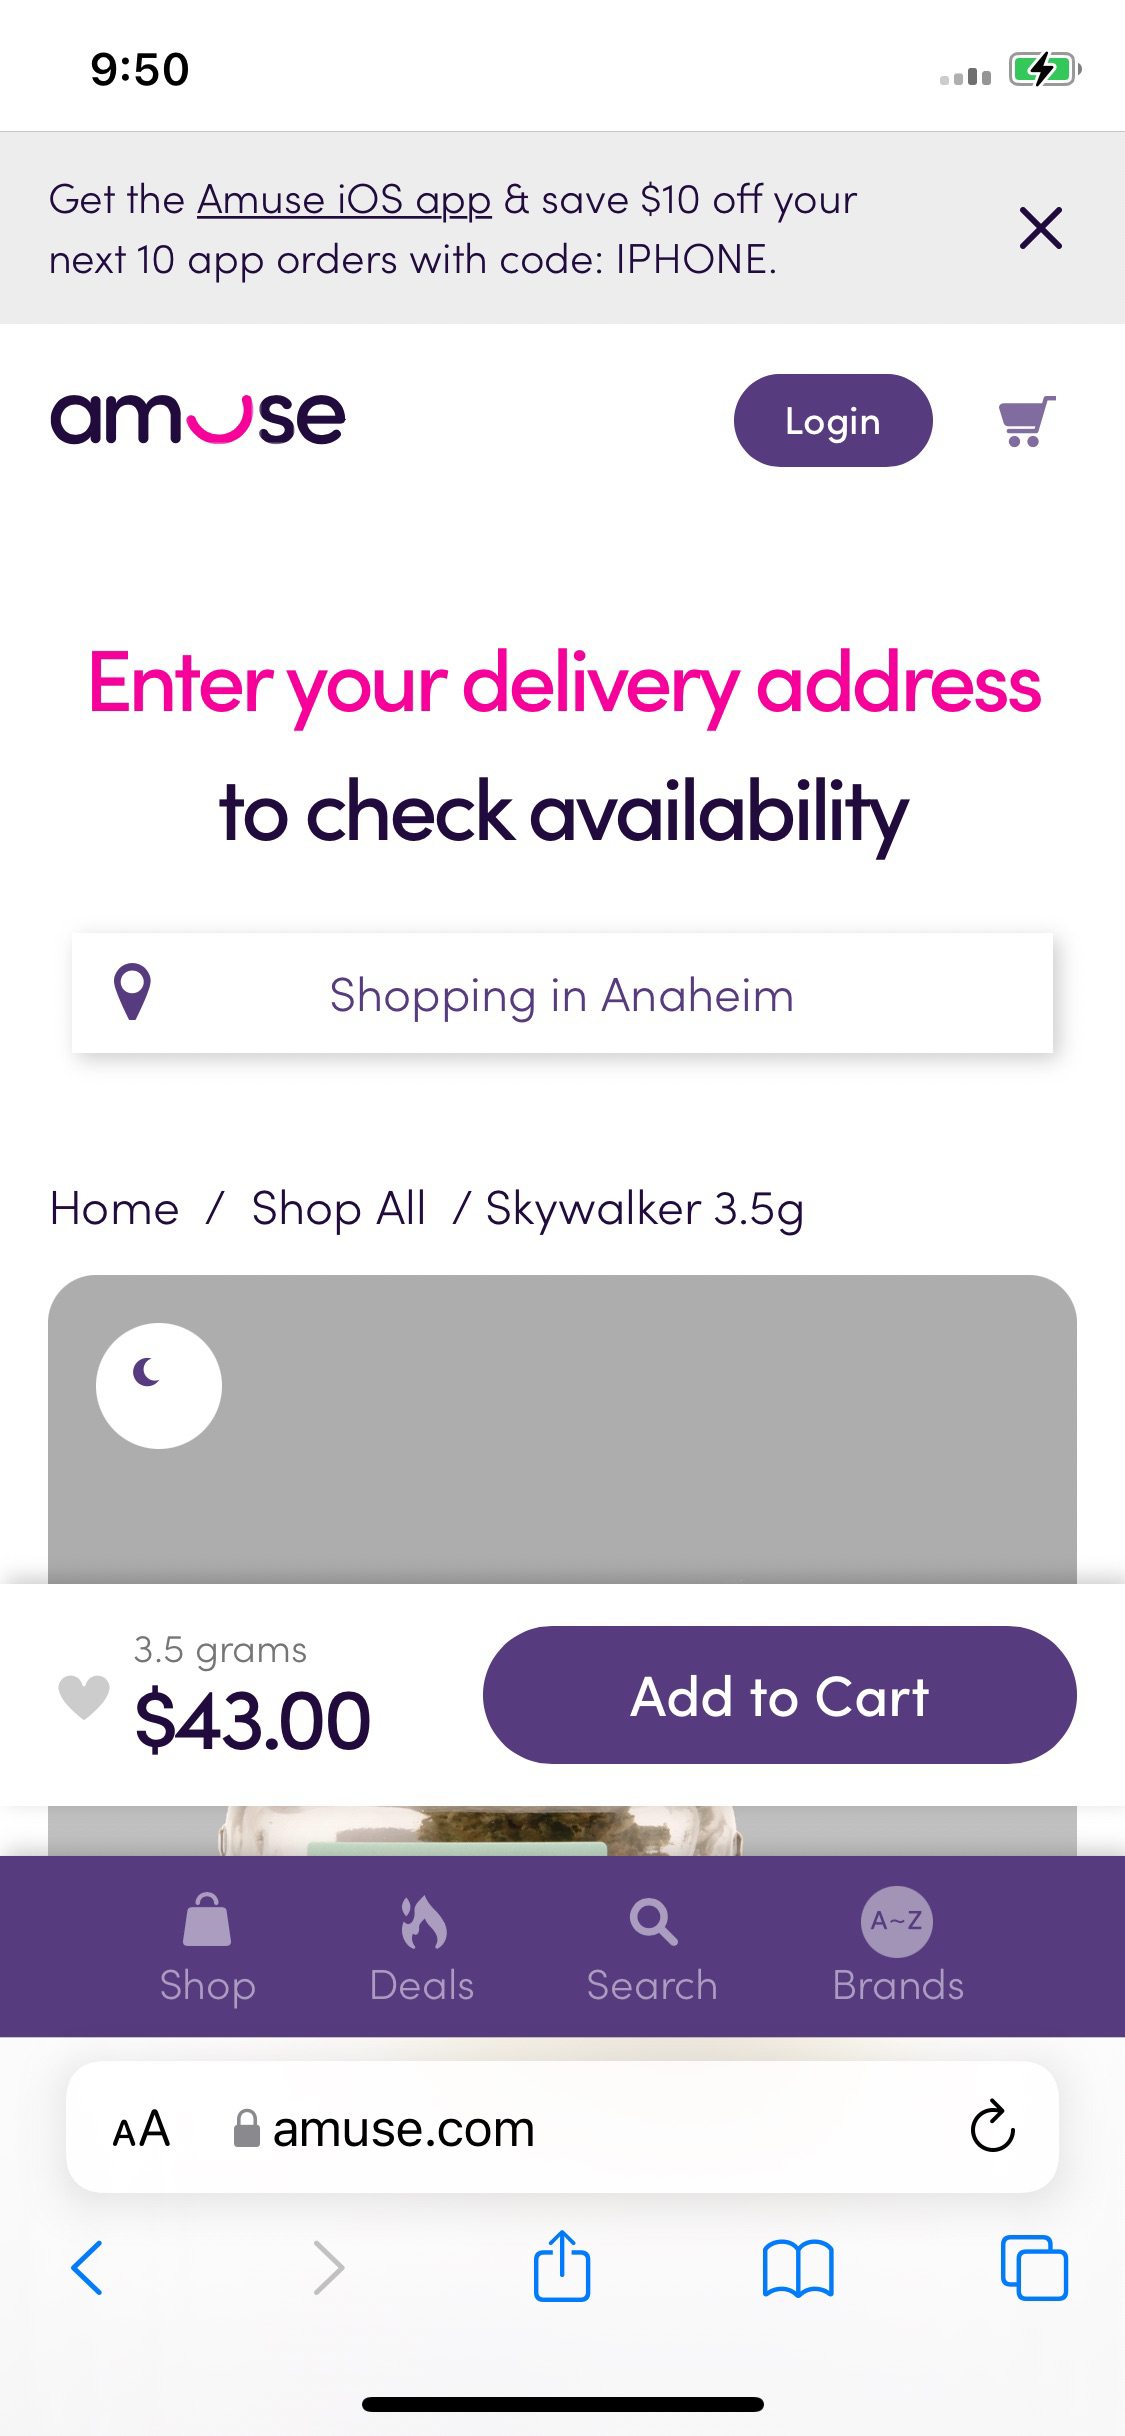 9:50
Get the Amuse iOS app & save $10 off your
next 10 app orders with code: IPHONE.
amuse
Login
Enter your delivery address
to check availability
Shopping in Anaheim
Home / Shop All / Skywalker 3.5g
3.5 grams
$43.00
Add to Cart
A~Z
Shop Deals Search Brands
AA amuse.com